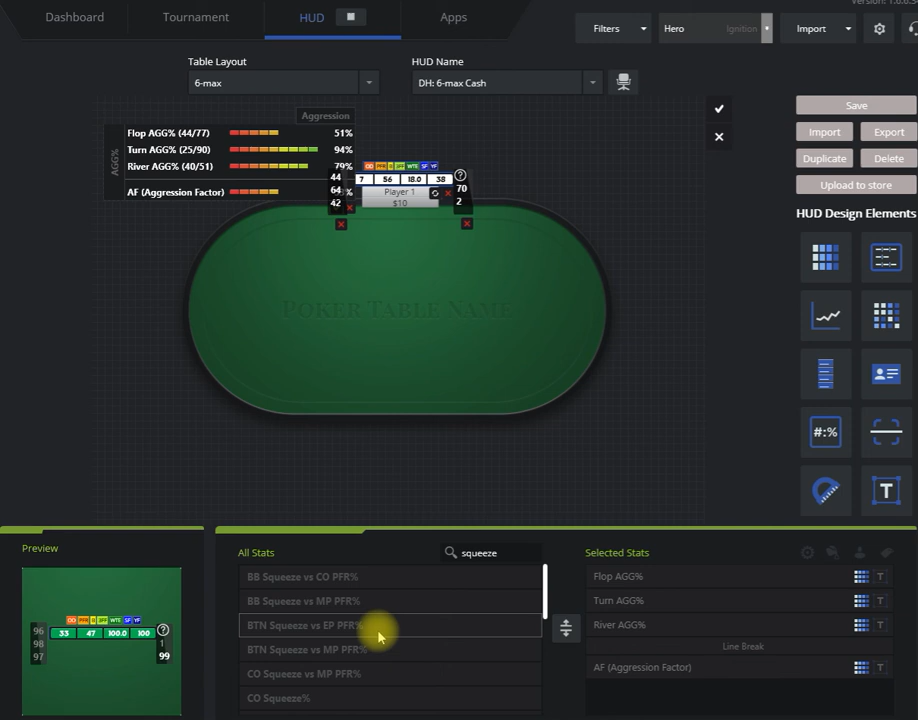 Version: 1.6.6.3
Dashboard Tournament HUD Apps
Filters Hero Ignition Import
Table Layout HUD Name
6-max DH: 6-max Cash
Aggression
AGG%
Flop AGG% (44/77) 51%
Turn AGG% (25/90) 94%
River AGG% (40/51) 79%
AF (Aggression Factor) %
WTE SF YF
7 56 18.0 38
44
64
42
Player 1
$10
70
2
POKER TABLE NAME
Save
Import Export
Duplicate Delete
Upload to store
HUD Design Elements
#:%
T
Preview
WTE SF YF
33 47 100.0 100
96
98
97
1
99
All Stats squeeze
BB Squeeze vs CO PFR%
BB Squeeze vs MP PFR%
BTN Squeeze vs EP PFR%
BTN Squeeze vs MP PFR%
CO Squeeze vs MP PFR%
CO Squeeze%
Selected Stats
Flop AGG% T
Turn AGG% T
River AGG% T
Line Break
AF (Aggression Factor) T